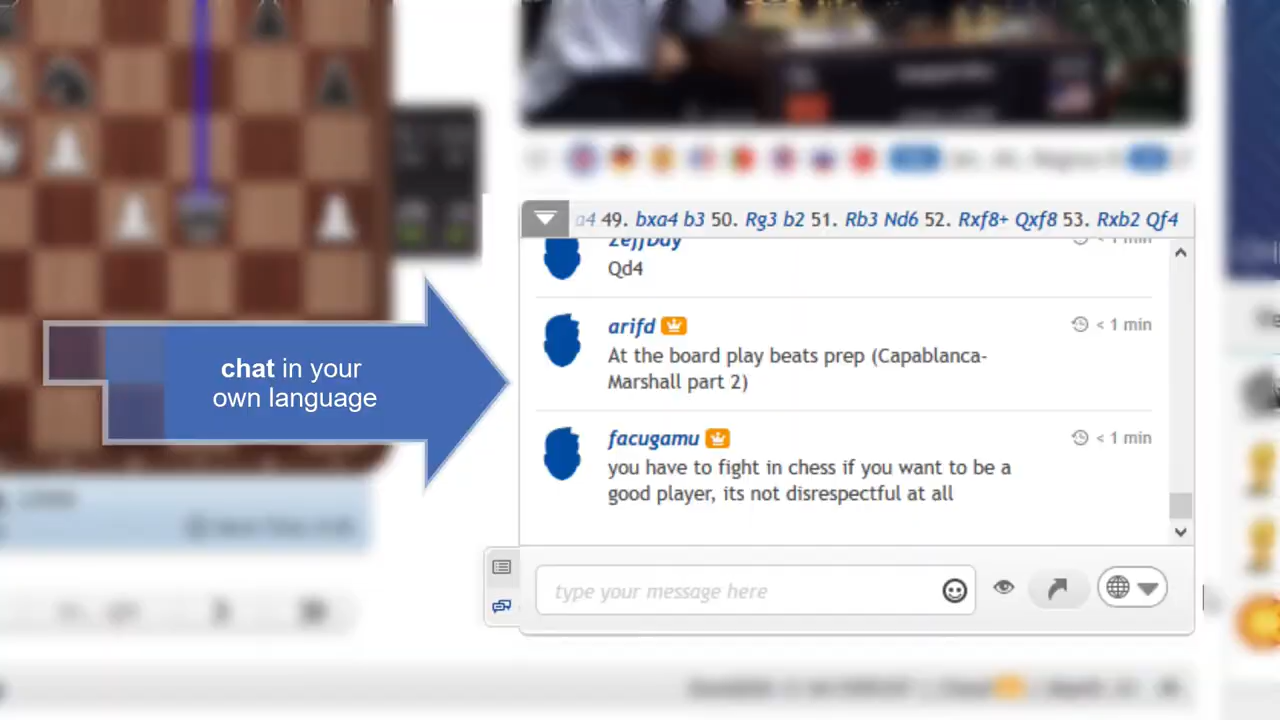 a4 49. bxa4 b3 50. Rg3 b2 51. Rb3 Nd6 52. Rxf8+ Qxf8 53. Rxb2 Qf4
zeffDay
Qd4
arifd < 1 min
At the board play beats prep (Capablanca-
Marshall part 2)
facugamu < 1 min
you have to fight in chess if you want to be a
good player, its not disrespectful at all
type your message here
chat in your
own language